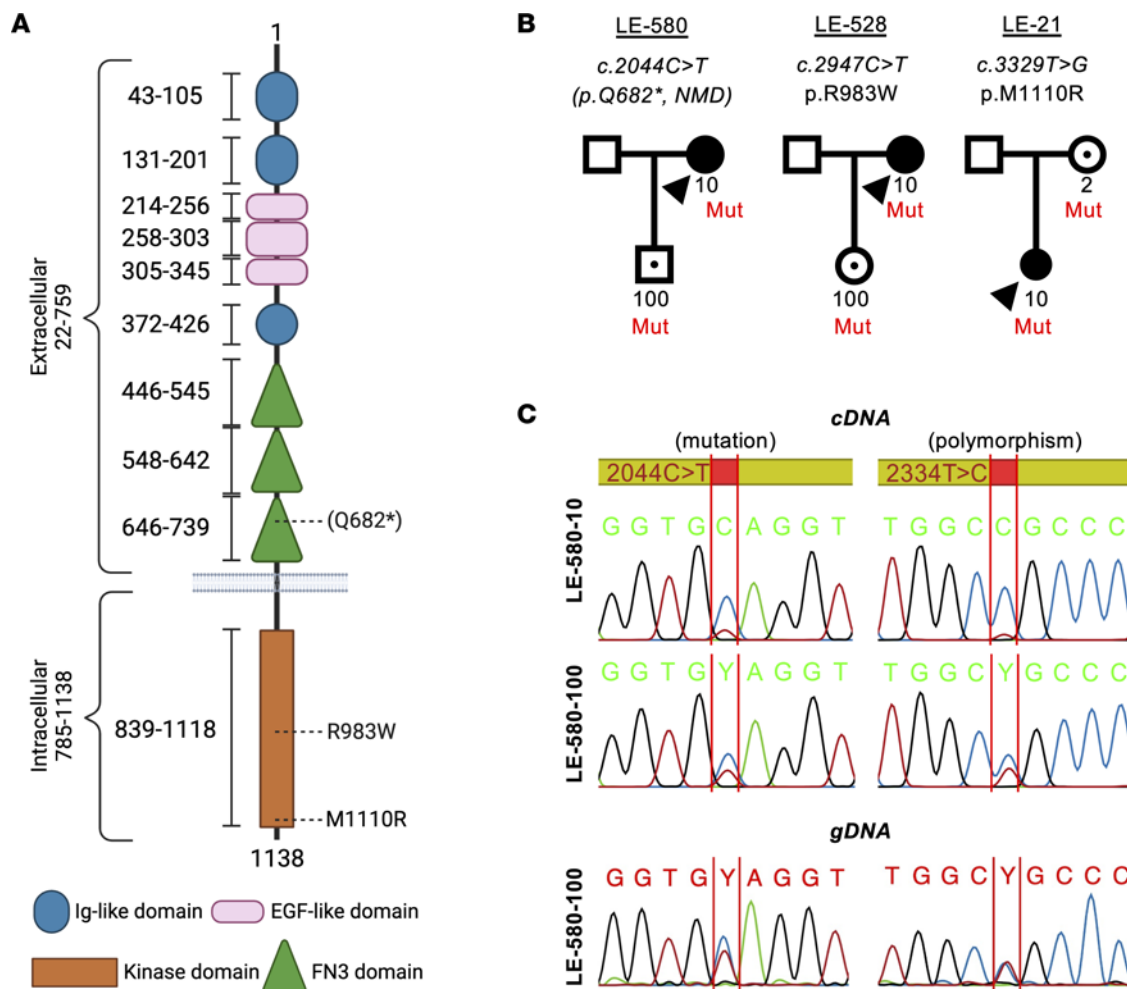 A
1
Extracellular
22-759
43-105
131-201
214-256
258-303
305-345
372-426
446-545
548-642
646-739
(Q682*)
Intracellular
785-1138
839-1118
R983W
M1110R
1138
Ig-like domain
EGF-like domain
Kinase domain
FN3 domain
B
LE-580
c.2044C>T
(p.Q682*, NMD)
10
Mut
100
Mut
LE-528
c.2947C>T
p.R983W
10
Mut
100
Mut
LE-21
c.3329T>G
p.M1110R
2
Mut
10
Mut
C
cDNA
(mutation)
(polymorphism)
2044C>T
2334T>C
LE-580-10
G G T G C A G G T
T G G C C G C C C
LE-580-100
G G T G Y A G G T
T G G C Y G C C C
gDNA
LE-580-100
G G T G Y A G G T
T G G C Y G C C C